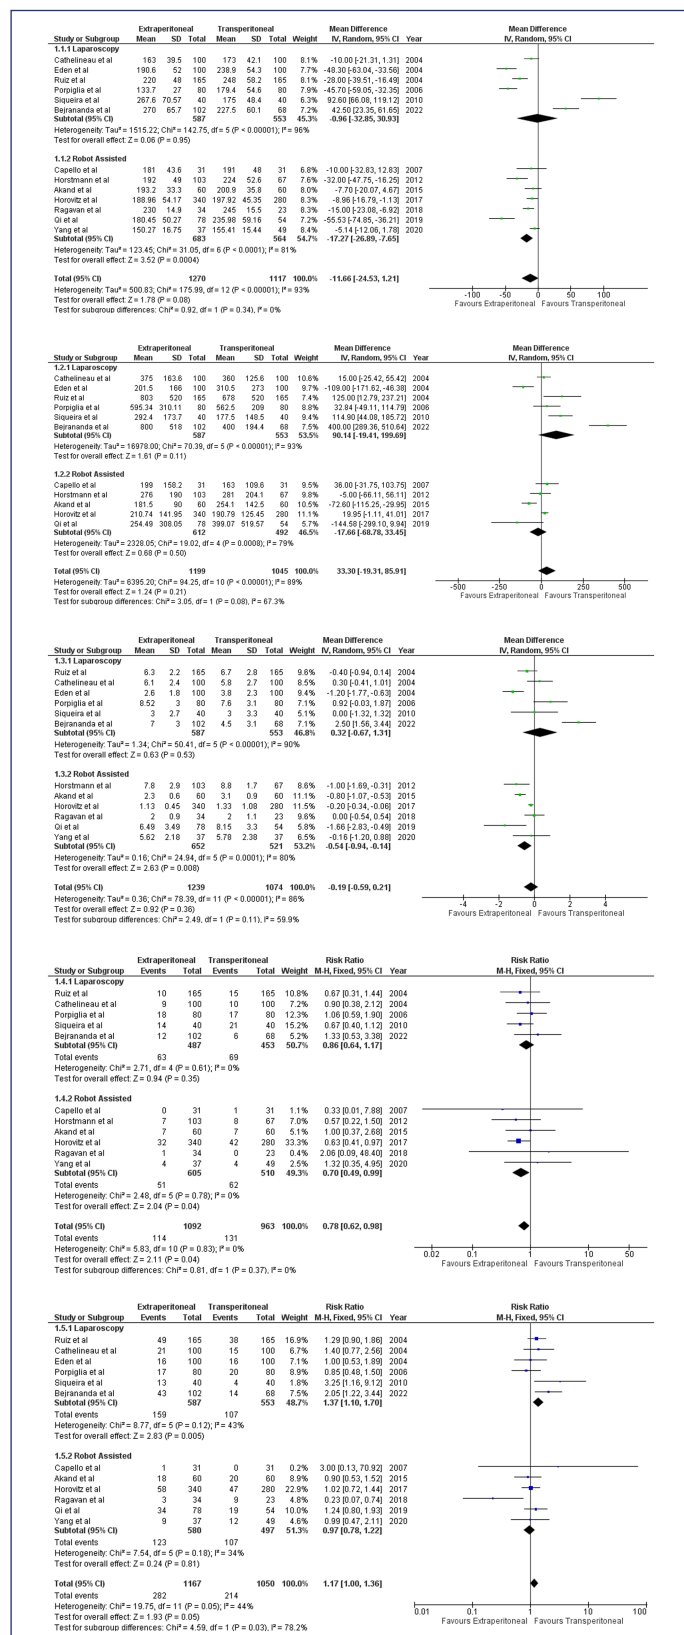 Extraperitoneal Transperitoneal Mean Difference Mean Difference
Study or Subgroup Mean SD Total Mean SD Total Weight IV, Random, 95% CI Year IV, Random, 95% CI
1.1.1 Laparoscopy
Cathelineau et al 163 39.5 100 173 42.1 100 8.1% -10.00 [-21.31, 1.31] 2004
Eden et al 190.6 52 100 238.9 54.3 100 7.7% -48.30 [-63.04, -33.56] 2004
Ruiz et al 220 48 165 248 58.2 165 8.1% -28.00 [-39.51, -16.49] 2004
Porpiglia et al 133.7 27 80 179.4 54.6 80 7.9% -45.70 [-59.05, -32.35] 2006
Siqueira et al 267.6 70.57 40 175 48.4 40 5.8% 92.60 [66.08, 119.12] 2010
Bejrananda et al 270 65.7 102 227.5 60.1 68 7.2% 42.50 [23.35, 61.65] 2022
Subtotal (95% CI) 587 553 45.3% -0.96 [-32.85, 30.93]
Heterogeneity: Tau² = 1515.22; Chi² = 142.75, df = 5 (P < 0.00001); I² = 96%
Test for overall effect: Z = 0.06 (P = 0.95)
1.1.2 Robot Assisted
Capello et al 181 43.6 31 191 48 31 6.5% -10.00 [-32.83, 12.83] 2007
Horstmann et al 192 49 103 224 52.6 67 7.6% -32.00 [-47.75, -16.25] 2012
Akand et al 193.2 33.3 60 200.9 35.8 60 8.0% -7.70 [-20.07, 4.67] 2015
Horovitz et al 188.96 54.17 340 197.92 45.35 280 8.4% -8.96 [-16.79, -1.13] 2017
Ragavan et al 230 14.9 34 245 15.5 23 8.4% -15.00 [-23.08, -6.92] 2018
Qi et al 180.45 50.27 78 235.98 59.16 54 7.2% -55.53 [-74.85, -36.21] 2019
Yang et al 150.27 16.75 37 155.41 15.44 49 8.5% -5.14 [-12.06, 1.78] 2020
Subtotal (95% CI) 683 564 54.7% -17.27 [-26.89, -7.65]
Heterogeneity: Tau² = 123.45; Chi² = 31.05, df = 6 (P < 0.0001); I² = 81%
Test for overall effect: Z = 3.52 (P = 0.0004)
Total (95% CI) 1270 1117 100.0% -11.66 [-24.53, 1.21]
Heterogeneity: Tau² = 500.83; Chi² = 175.99, df = 12 (P < 0.00001); I² = 93%
Test for overall effect: Z = 1.78 (P = 0.08)
Test for subgroup differences: Chi² = 0.92, df = 1 (P = 0.34), I² = 0%
-100 -50 0 50 100
Favours Extraperitoneal Favours Transperitoneal
Extraperitoneal Transperitoneal Mean Difference Mean Difference
Study or Subgroup Mean SD Total Mean SD Total Weight IV, Random, 95% CI Year IV, Random, 95% CI
1.2.1 Laparoscopy
Cathelineau et al 375 163.6 100 360 125.6 100 10.6% 15.00 [-25.42, 55.42] 2004
Eden et al 201.5 166 100 310.5 273 100 9.1% -109.00 [-171.62, -46.38] 2004
Ruiz et al 803 520 165 678 520 165 5.8% 125.00 [12.79, 237.21] 2004
Porpiglia et al 595.34 310.11 80 562.5 209 80 7.8% 32.84 [-49.11, 114.79] 2006
Siqueira et al 292.4 173.7 40 177.5 148.5 40 8.6% 114.90 [44.08, 185.72] 2010
Bejrananda et al 800 518 102 400 194.4 68 6.0% 400.00 [289.36, 510.64] 2022
Subtotal (95% CI) 587 553 53.5% 90.14 [-19.41, 199.69]
Heterogeneity: Tau² = 16978.00; Chi² = 70.39, df = 5 (P < 0.00001); I² = 93%
Test for overall effect: Z = 1.61 (P = 0.11)
1.2.2 Robot Assisted
Capello et al 199 158.2 31 163 109.6 31 8.8% 36.00 [-31.75, 103.75] 2007
Horstmann et al 276 190 103 281 204.1 67 9.2% -5.00 [-66.11, 56.11] 2012
Akand et al 181.5 90 60 254.1 142.5 60 10.4% -72.60 [-115.25, -29.95] 2015
Horovitz et al 210.74 141.95 340 190.79 125.45 280 11.1% 19.95 [-1.11, 41.01] 2017
Qi et al 254.49 308.05 78 399.07 519.57 54 4.2% -144.58 [-299.10, 9.94] 2019
Subtotal (95% CI) 612 492 46.5% -17.66 [-68.78, 33.45]
Heterogeneity: Tau² = 2328.05; Chi² = 19.02, df = 4 (P = 0.0008); I² = 79%
Test for overall effect: Z = 0.68 (P = 0.50)
Total (95% CI) 1199 1045 100.0% 33.30 [-19.31, 85.91]
Heterogeneity: Tau² = 6395.20; Chi² = 94.25, df = 10 (P < 0.00001); I² = 89%
Test for overall effect: Z = 1.24 (P = 0.21)
Test for subgroup differences: Chi² = 3.05, df = 1 (P = 0.08), I² = 67.3%
-500 -250 0 250 500
Favours Extraperitoneal Favours Transperitoneal
Extraperitoneal Transperitoneal Mean Difference Mean Difference
Study or Subgroup Mean SD Total Mean SD Total Weight IV, Random, 95% CI Year IV, Random, 95% CI
1.3.1 Laparoscopy
Ruiz et al 6.3 2.2 165 6.7 2.8 165 9.6% -0.40 [-0.94, 0.14] 2004
Cathelineau et al 6.1 2.4 100 5.8 2.7 100 8.5% 0.30 [-0.41, 1.01] 2004
Eden et al 2.6 1.8 100 3.8 2.3 100 9.4% -1.20 [-1.77, -0.63] 2004
Porpiglia et al 8.52 3 80 7.6 3.1 80 7.2% 0.92 [-0.03, 1.87] 2006
Siqueira et al 3 2.7 40 3 3.3 40 5.2% 0.00 [-1.32, 1.32] 2010
Bejrananda et al 7 3 102 4.5 3.1 68 7.2% 2.50 [1.56, 3.44] 2022
Subtotal (95% CI) 587 553 46.8% 0.32 [-0.67, 1.31]
Heterogeneity: Tau² = 1.34; Chi² = 50.41, df = 5 (P < 0.00001); I² = 90%
Test for overall effect: Z = 0.63 (P = 0.53)
1.3.2 Robot Assisted
Horstmann et al 7.8 2.9 103 8.8 1.7 67 8.6% -1.00 [-1.69, -0.31] 2012
Akand et al 2.3 0.6 60 3.1 0.9 60 11.1% -0.80 [-1.07, -0.53] 2015
Horovitz et al 1.13 0.45 340 1.33 1.08 280 11.5% -0.20 [-0.34, -0.06] 2017
Ragavan et al 2 0.9 34 2 1.1 23 9.6% 0.00 [-0.54, 0.54] 2018
Qi et al 6.49 3.49 78 8.15 3.3 54 5.9% -1.66 [-2.83, -0.49] 2019
Yang et al 5.62 2.18 37 5.78 2.38 37 6.5% -0.16 [-1.20, 0.88] 2020
Subtotal (95% CI) 652 521 53.2% -0.54 [-0.94, -0.14]
Heterogeneity: Tau² = 0.16; Chi² = 24.94, df = 5 (P = 0.0001); I² = 80%
Test for overall effect: Z = 2.63 (P = 0.008)
Total (95% CI) 1239 1074 100.0% -0.19 [-0.59, 0.21]
Heterogeneity: Tau² = 0.36; Chi² = 78.39, df = 11 (P < 0.00001); I² = 86%
Test for overall effect: Z = 0.92 (P = 0.36)
Test for subgroup differences: Chi² = 2.49, df = 1 (P = 0.11), I² = 59.9%
-4 -2 0 2 4
Favours Extraperitoneal Favours Transperitoneal
Extraperitoneal Transperitoneal Risk Ratio Risk Ratio
Study or Subgroup Events Total Events Total Weight M-H, Fixed, 95% CI Year M-H, Fixed, 95% CI
1.4.1 Laparoscopy
Ruiz et al 10 165 15 165 10.8% 0.67 [0.31, 1.44] 2004
Cathelineau et al 9 100 10 100 7.2% 0.90 [0.38, 2.12] 2004
Porpiglia et al 18 80 17 80 12.2% 1.06 [0.59, 1.90] 2006
Siqueira et al 14 40 21 40 15.2% 0.67 [0.40, 1.12] 2010
Bejrananda et al 12 102 6 68 5.2% 1.33 [0.53, 3.38] 2022
Subtotal (95% CI) 487 453 50.7% 0.86 [0.64, 1.17]
Total events 63 69
Heterogeneity: Chi² = 2.71, df = 4 (P = 0.61); I² = 0%
Test for overall effect: Z = 0.94 (P = 0.35)
1.4.2 Robot Assisted
Capello et al 0 31 1 31 1.1% 0.33 [0.01, 7.88] 2007
Horstmann et al 7 103 8 67 7.0% 0.57 [0.22, 1.50] 2012
Akand et al 7 60 7 60 5.0% 1.00 [0.37, 2.68] 2015
Horovitz et al 32 340 42 280 33.3% 0.63 [0.41, 0.97] 2017
Ragavan et al 1 34 0 23 0.4% 2.06 [0.09, 48.40] 2018
Yang et al 4 37 4 49 2.5% 1.32 [0.35, 4.95] 2020
Subtotal (95% CI) 605 510 49.3% 0.70 [0.49, 0.99]
Total events 51 62
Heterogeneity: Chi² = 2.48, df = 5 (P = 0.78); I² = 0%
Test for overall effect: Z = 2.04 (P = 0.04)
Total (95% CI) 1092 963 100.0% 0.78 [0.62, 0.98]
Total events 114 131
Heterogeneity: Chi² = 5.83, df = 10 (P = 0.83); I² = 0%
Test for overall effect: Z = 2.11 (P = 0.04)
Test for subgroup differences: Chi² = 0.81, df = 1 (P = 0.37), I² = 0%
0.02 0.1 1 10 50
Favours Extraperitoneal Favours Transperitoneal
Extraperitoneal Transperitoneal Risk Ratio Risk Ratio
Study or Subgroup Events Total Events Total Weight M-H, Fixed, 95% CI Year M-H, Fixed, 95% CI
1.5.1 Laparoscopy
Ruiz et al 49 165 38 165 16.9% 1.29 [0.90, 1.86] 2004
Cathelineau et al 21 100 15 100 6.7% 1.40 [0.77, 2.56] 2004
Eden et al 16 100 16 100 7.1% 1.00 [0.53, 1.89] 2004
Porpiglia et al 17 80 20 80 8.9% 0.85 [0.48, 1.50] 2006
Siqueira et al 13 40 4 40 1.8% 3.25 [1.16, 9.12] 2010
Bejrananda et al 43 102 14 68 7.5% 2.05 [1.22, 3.44] 2022
Subtotal (95% CI) 587 553 48.7% 1.37 [1.10, 1.70]
Total events 159 107
Heterogeneity: Chi² = 8.77, df = 5 (P = 0.12); I² = 43%
Test for overall effect: Z = 2.83 (P = 0.005)
1.5.2 Robot Assisted
Capello et al 1 31 0 31 0.2% 3.00 [0.13, 70.92] 2007
Akand et al 18 60 20 60 8.9% 0.90 [0.53, 1.52] 2015
Horovitz et al 58 340 47 280 22.9% 1.02 [0.72, 1.44] 2017
Ragavan et al 3 34 9 23 4.8% 0.23 [0.07, 0.74] 2018
Qi et al 34 78 19 54 10.0% 1.24 [0.80, 1.93] 2019
Yang et al 9 37 12 49 4.6% 0.99 [0.47, 2.11] 2020
Subtotal (95% CI) 580 497 51.3% 0.97 [0.78, 1.22]
Total events 123 107
Heterogeneity: Chi² = 7.54, df = 5 (P = 0.18); I² = 34%
Test for overall effect: Z = 0.24 (P = 0.81)
Total (95% CI) 1167 1050 100.0% 1.17 [1.00, 1.36]
Total events 282 214
Heterogeneity: Chi² = 19.75, df = 11 (P = 0.05); I² = 44%
Test for overall effect: Z = 1.93 (P = 0.05)
Test for subgroup differences: Chi² = 4.59, df = 1 (P = 0.03), I² = 78.2%
0.01 0.1 1 10 100
Favours Extraperitoneal Favours Transperitoneal